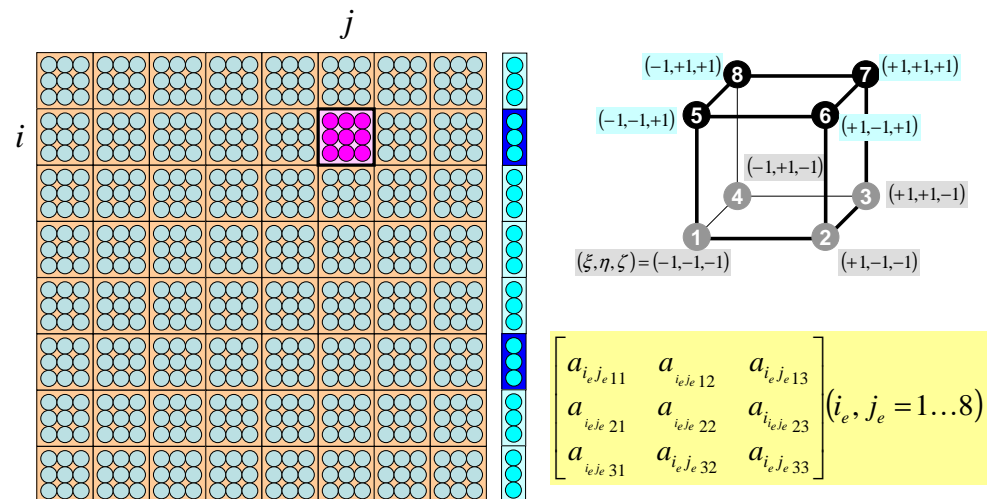 j
i
(−1,+1,+1) 8 7 (+1,+1,+1)
(−1,−1,+1) 5 6 (+1,−1,+1)
(−1,+1,−1)
4 3 (+1,+1,−1)
1 2
(ξ,η,ζ)=(−1,−1,−1) (+1,−1,−1)
[a_{i_e j_e 11} a_{i_e j_e 12} a_{i_e j_e 13}]
[a_{i_e j_e 21} a_{i_e j_e 22} a_{i_e j_e 23}] (i_e, j_e = 1…8)
[a_{i_e j_e 31} a_{i_e j_e 32} a_{i_e j_e 33}]